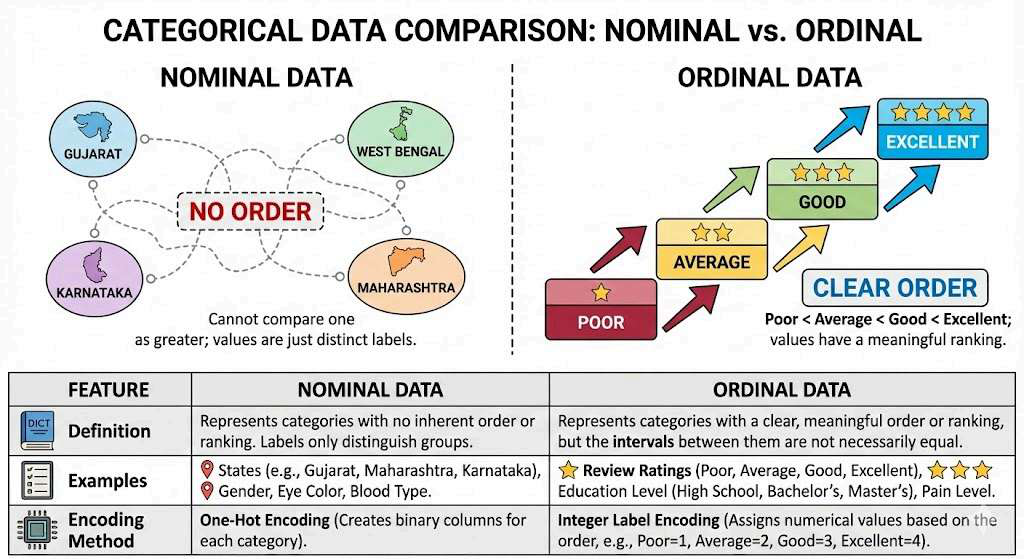 CATEGORICAL DATA COMPARISON: NOMINAL vs. ORDINAL
NOMINAL DATA
GUJARAT
WEST BENGAL
NO ORDER
KARNATAKA
MAHARASHTRA
Cannot compare one
as greater; values are just distinct labels.
ORDINAL DATA
EXCELLENT
GOOD
AVERAGE
POOR
CLEAR ORDER
Poor < Average < Good < Excellent;
values have a meaningful ranking.
FEATURE
NOMINAL DATA
ORDINAL DATA
DICT
Definition
Represents categories with no inherent order or
ranking. Labels only distinguish groups.
Represents categories with a clear, meaningful order or ranking,
but the intervals between them are not necessarily equal.
Examples
States (e.g., Gujarat, Maharashtra, Karnataka),
Gender, Eye Color, Blood Type.
Review Ratings (Poor, Average, Good, Excellent),
Education Level (High School, Bachelor's, Master's), Pain Level.
Encoding
Method
One-Hot Encoding (Creates binary columns for
each category).
Integer Label Encoding (Assigns numerical values based on the
order, e.g., Poor=1, Average=2, Good=3, Excellent=4).